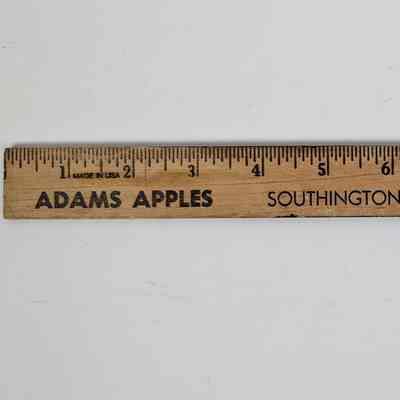 1 MADE IN USA 2 3 4 5 6
ADAMS APPLES SOUTHINGTON